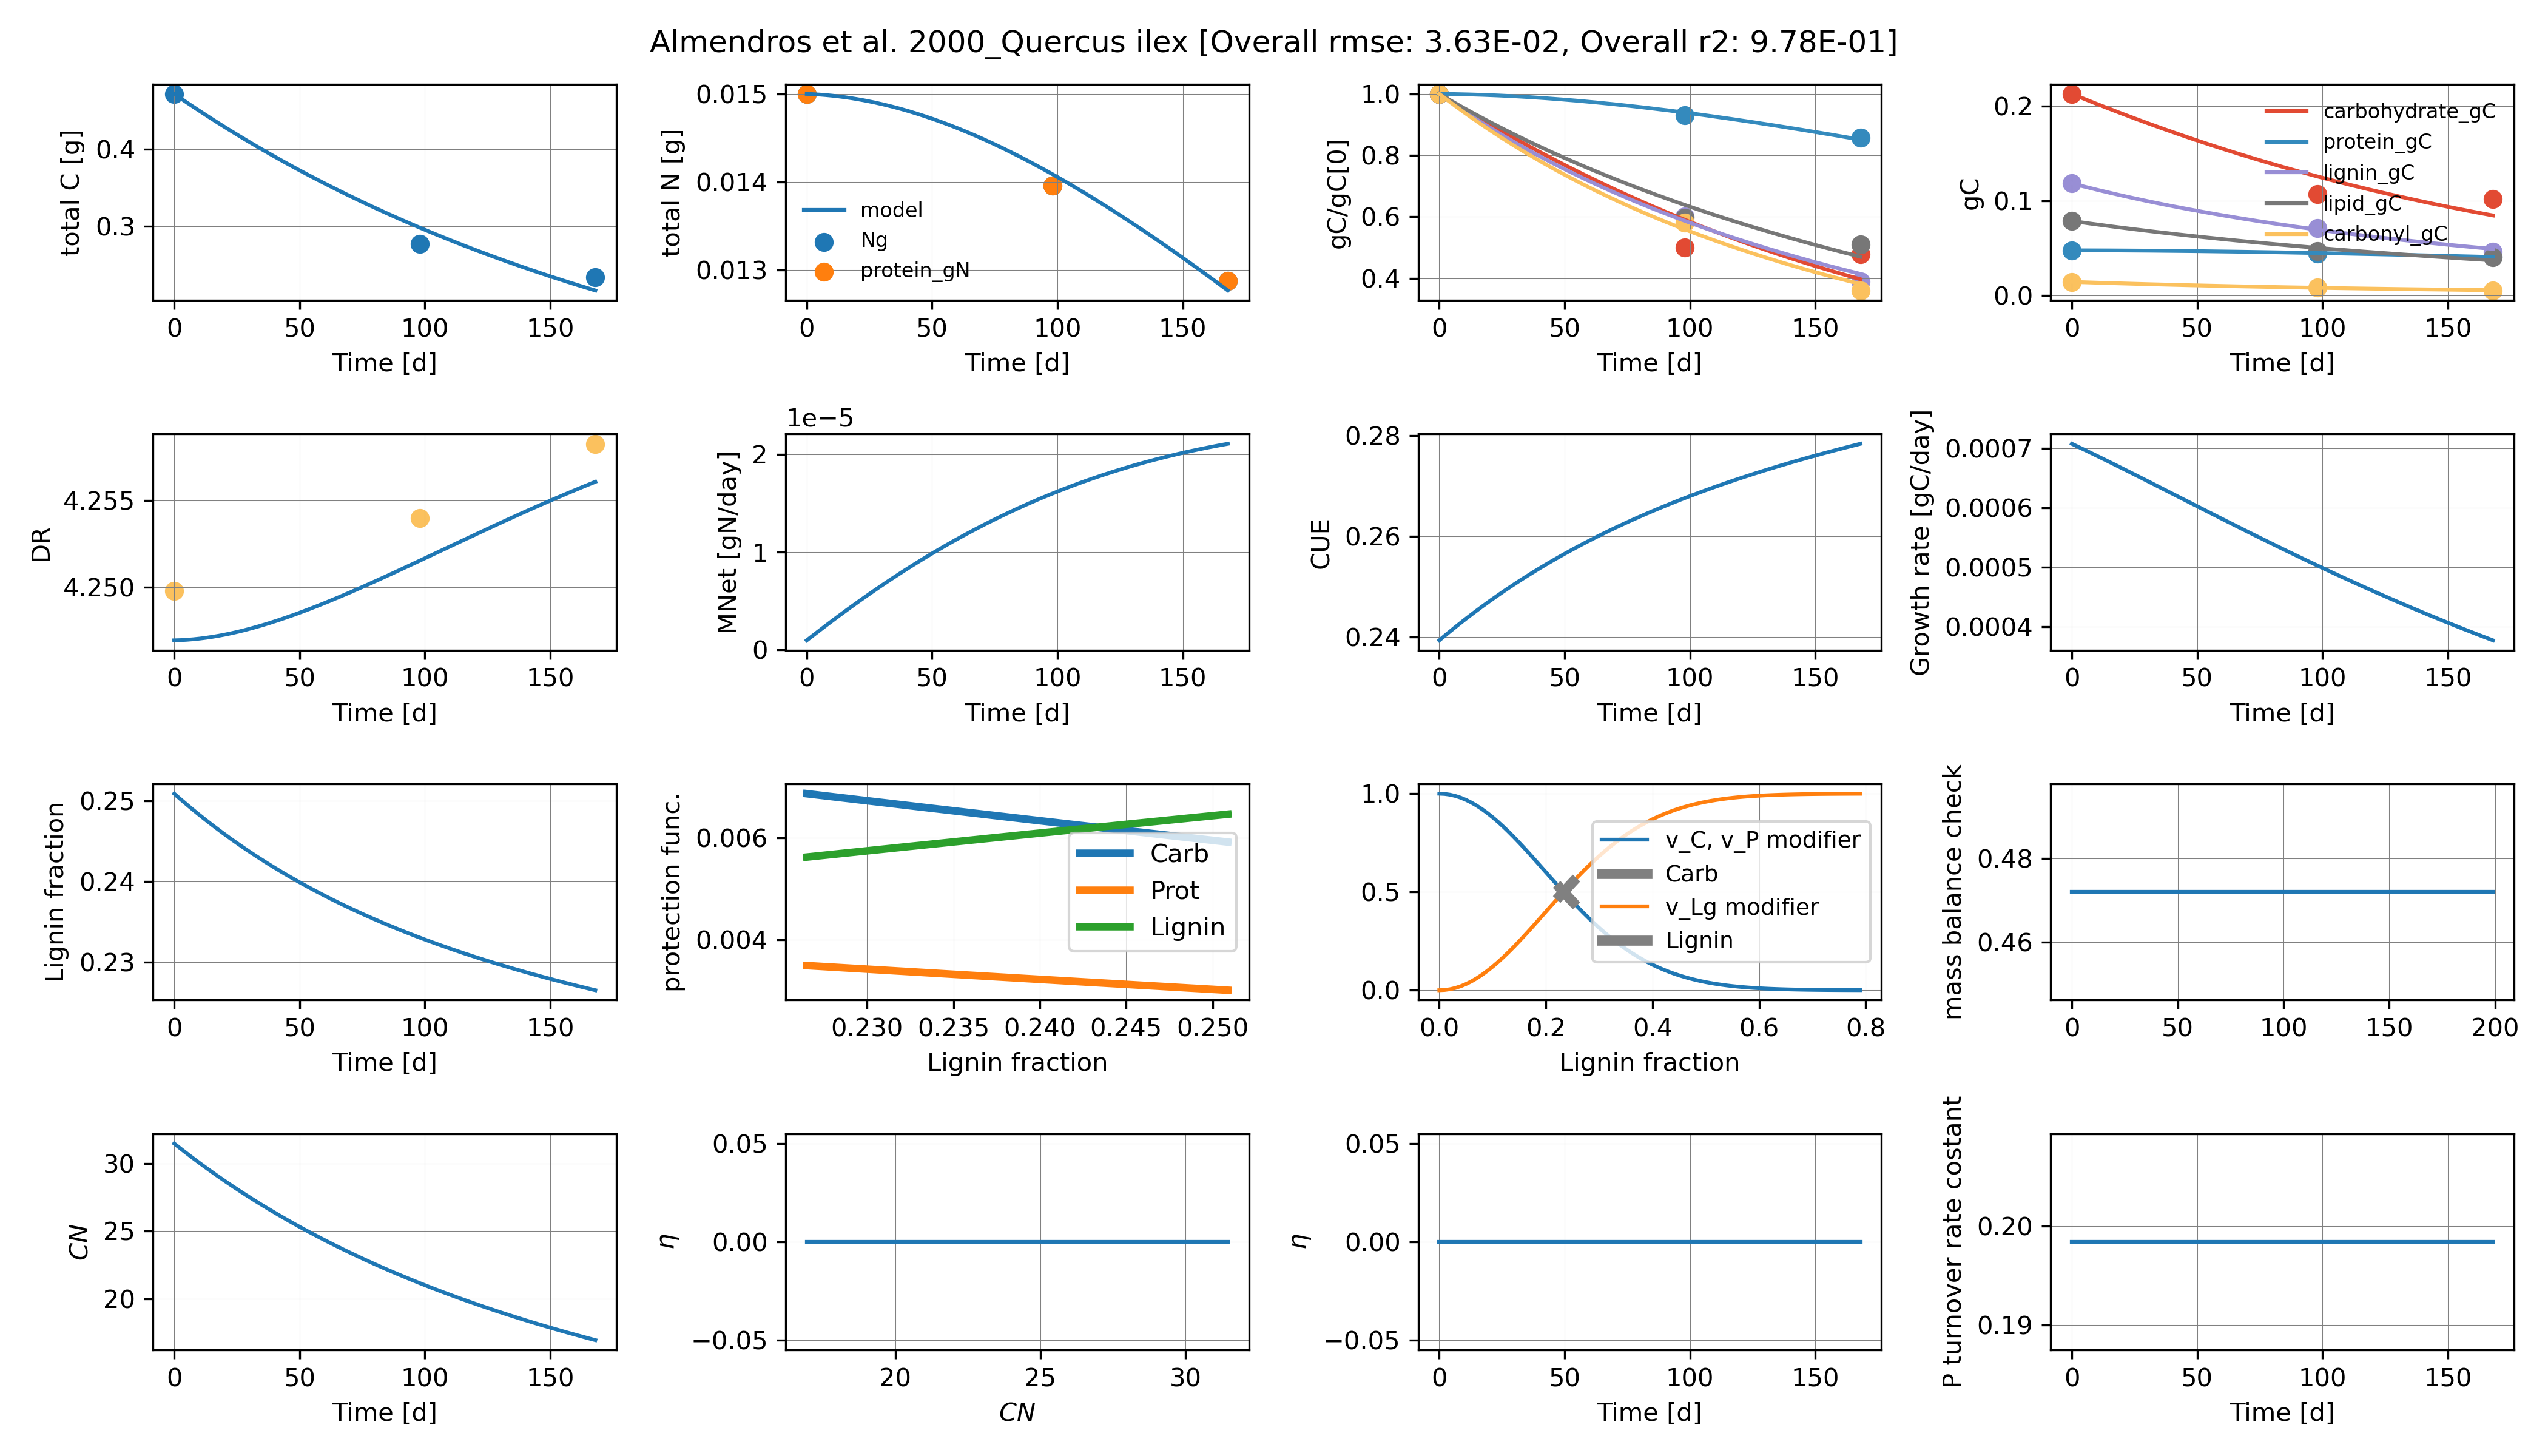 Almendros et al. 2000_Quercus ilex [Overall rmse: 3.63E-02, Overall r2: 9.78E-01]
total C [g]
0.4
0.3
0 50 100 150
Time [d]
total N [g]
0.015
0.014
0.013
model
Ng
protein_gN
0 50 100 150
Time [d]
gC/gC[0]
1.0
0.8
0.6
0.4
0 50 100 150
Time [d]
gC
0.2
0.1
0.0
carbohydrate_gC
protein_gC
lignin_gC
lipid_gC
carbonyl_gC
0 50 100 150
Time [d]
DR
4.255
4.250
0 50 100 150
Time [d]
1e−5
MNet [gN/day]
2
1
0
0 50 100 150
Time [d]
CUE
0.28
0.26
0.24
0 50 100 150
Time [d]
Growth rate [gC/day]
0.0007
0.0006
0.0005
0.0004
0 50 100 150
Time [d]
Lignin fraction
0.25
0.24
0.23
0 50 100 150
Time [d]
protection func.
0.006
0.004
Carb
Prot
Lignin
0.230 0.235 0.240 0.245 0.250
Lignin fraction
1.0
0.5
0.0
v_C, v_P modifier
Carb
v_Lg modifier
Lignin
0.0 0.2 0.4 0.6 0.8
Lignin fraction
mass balance check
0.48
0.46
0 50 100 150 200
CN
30
25
20
0 50 100 150
Time [d]
η
0.05
0.00
−0.05
20 25 30
CN
η
0.05
0.00
−0.05
0 50 100 150
Time [d]
P turnover rate costant
0.20
0.19
0 50 100 150
Time [d]